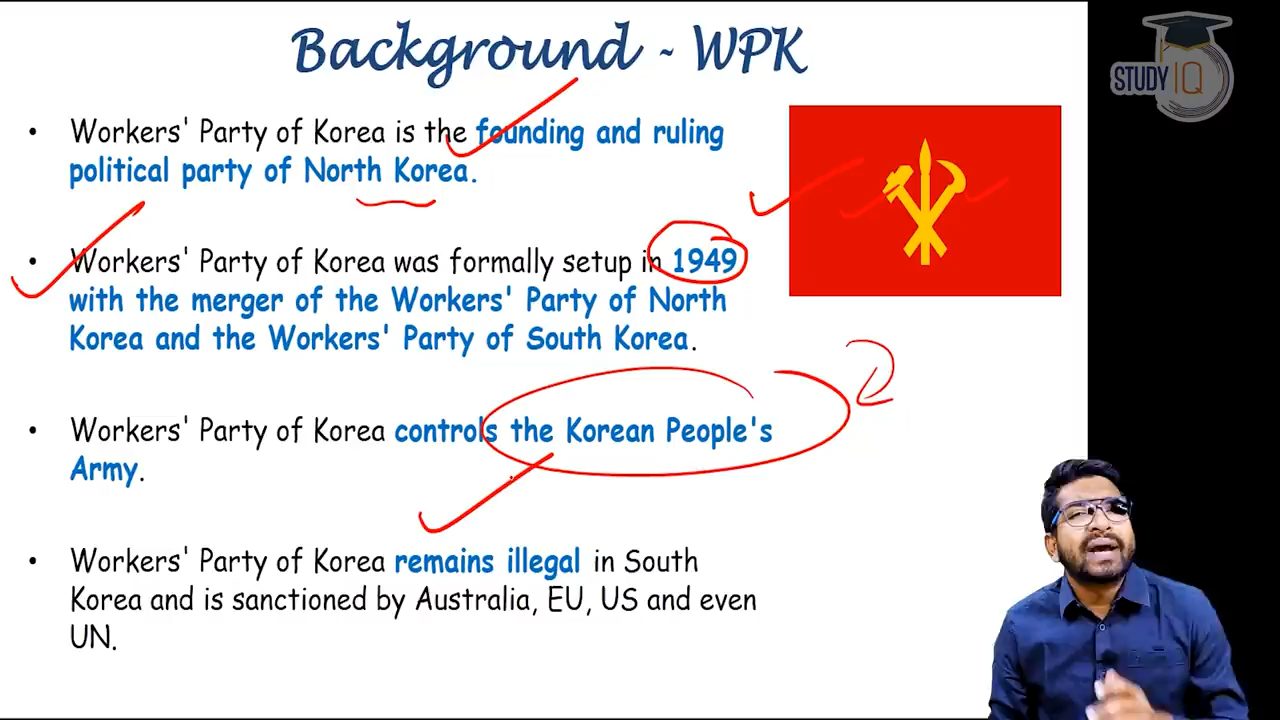 Background - WPK
STUDY IQ
• Workers' Party of Korea is the founding and ruling
political party of North Korea.
• Workers' Party of Korea was formally setup in 1949
with the merger of the Workers' Party of North
Korea and the Workers' Party of South Korea.
• Workers' Party of Korea controls the Korean People's
Army.
• Workers' Party of Korea remains illegal in South
Korea and is sanctioned by Australia, EU, US and even
UN.